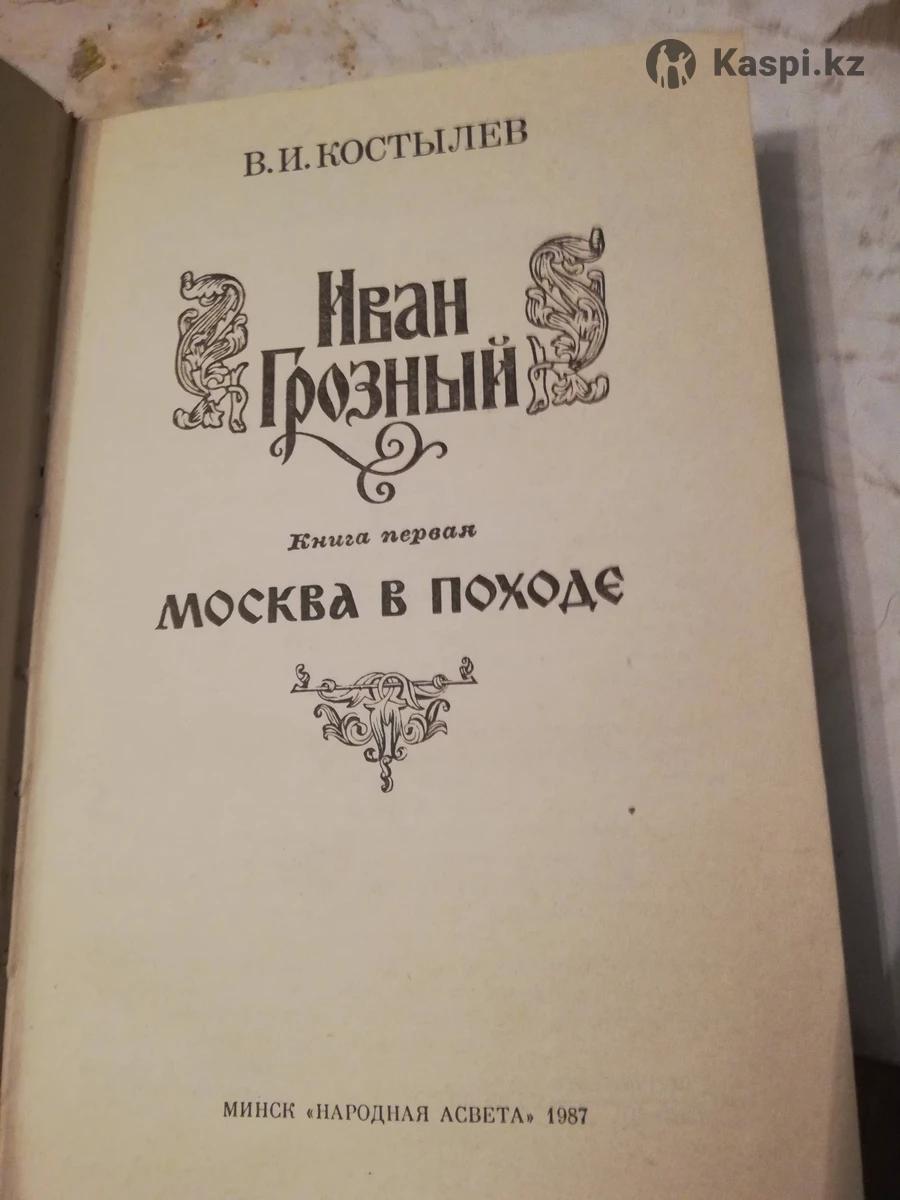 Kaspi.kz
В. И. КОСТЫЛЕВ
Иван
Грозный
Книга первая
МОСКВА В ПОХОДЕ
МИНСК «НАРОДНАЯ АСВЕТА» 1987